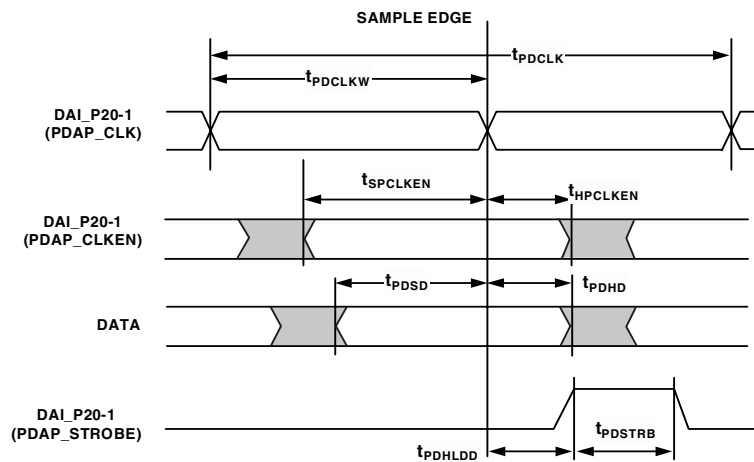 SAMPLE EDGE
tPDCLK
tPDCLKW
DAI_P20-1
(PDAP_CLK)
tSPCLKEN
tHPCLKEN
DAI_P20-1
(PDAP_CLKEN)
tPDSD
tPDHD
DATA
DAI_P20-1
(PDAP_STROBE)
tPDSTRB
tPDHLDD